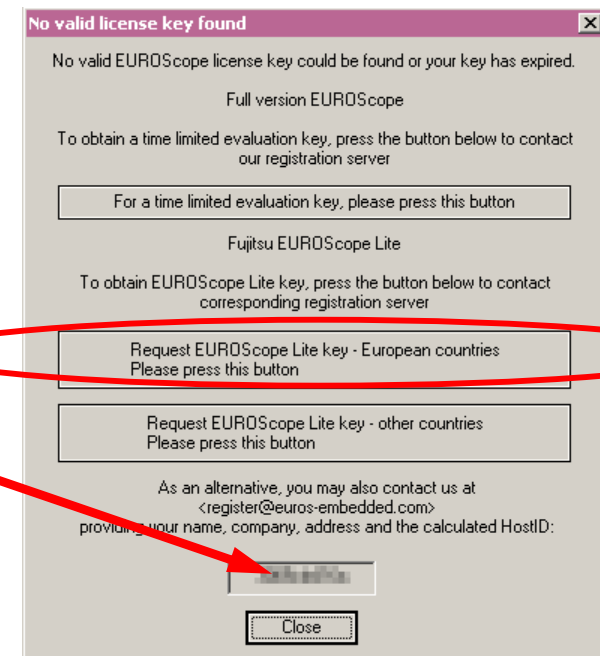 No valid license key found
No valid EUROScope license key could be found or your key has expired.
Full version EUROScope
To obtain a time limited evaluation key, press the button below to contact
our registration server
For a time limited evaluation key, please press this button
Fujitsu EUROScope Lite
To obtain EUROScope Lite key, press the button below to contact
corresponding registration server
Request EUROScope Lite key - European countries
Please press this button
Request EUROScope Lite key - other countries
Please press this button
As an alternative, you may also contact us at
<register@euros-embedded.com>
providing your name, company, address and the calculated HostID:
Close